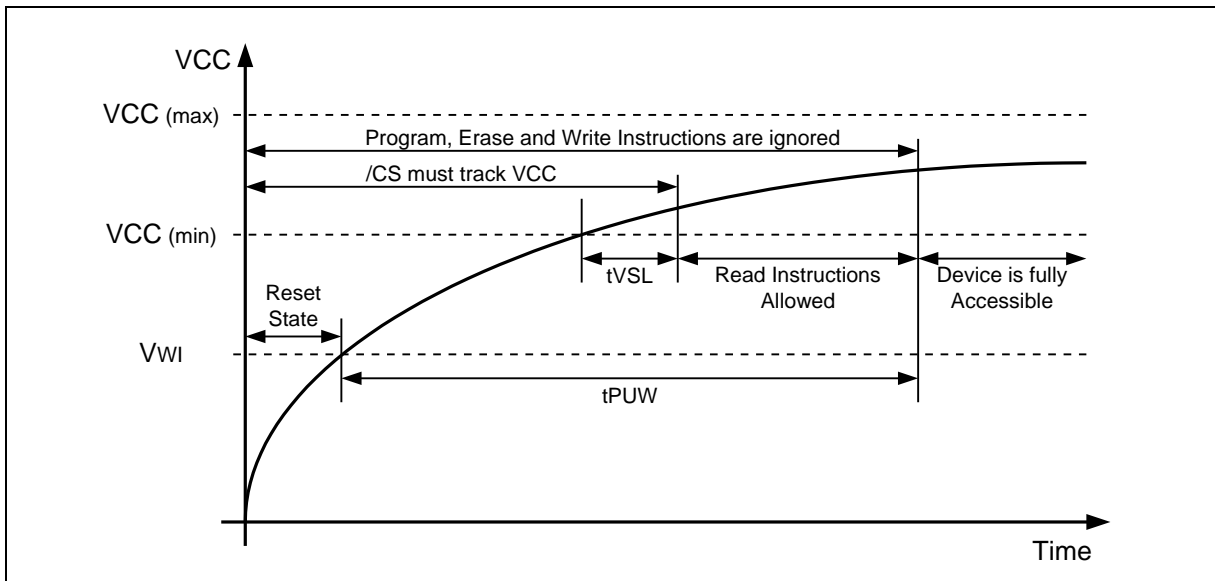 VCC
VCC (max)
Program, Erase and Write Instructions are ignored
/CS must track VCC
VCC (min)
tVSL
Read Instructions
Allowed
Device is fully
Accessible
Reset
State
VWI
tPUW
Time